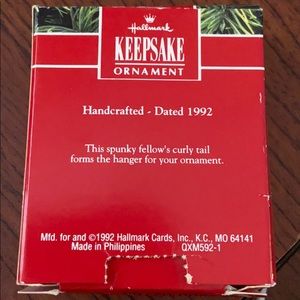 Hallmark
KEEPSAKE
ORNAMENT
Handcrafted - Dated 1992
This spunky fellow's curly tail
forms the hanger for your ornament.
Mfd. for and ©1992 Hallmark Cards, Inc., K.C., MO 64141
Made in Philippines QXM592-1